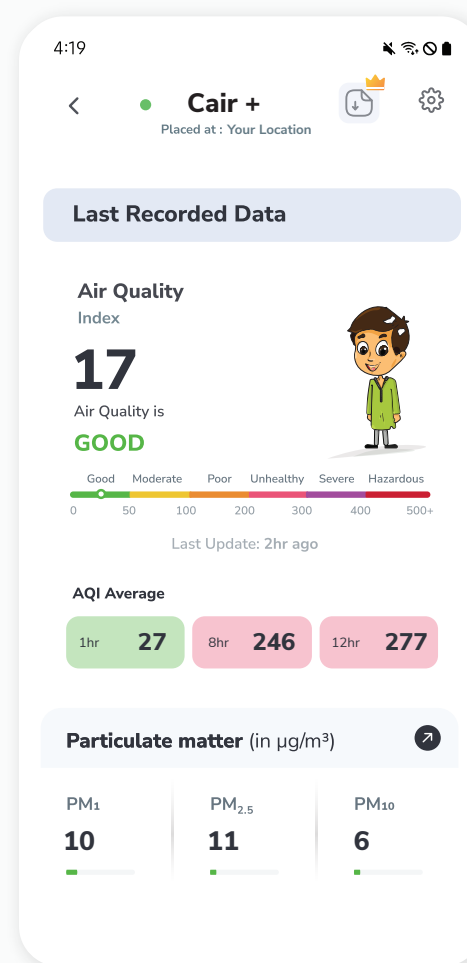 4:19
Cair +
Placed at : Your Location
Last Recorded Data
Air Quality
Index
17
Air Quality is
GOOD
Good Moderate Poor Unhealthy Severe Hazardous
0 50 100 200 300 400 500+
Last Update: 2hr ago
AQI Average
1hr 27 8hr 246 12hr 277
Particulate matter (in µg/m³)
PM₁ PM₂.₅ PM₁₀
10 11 6